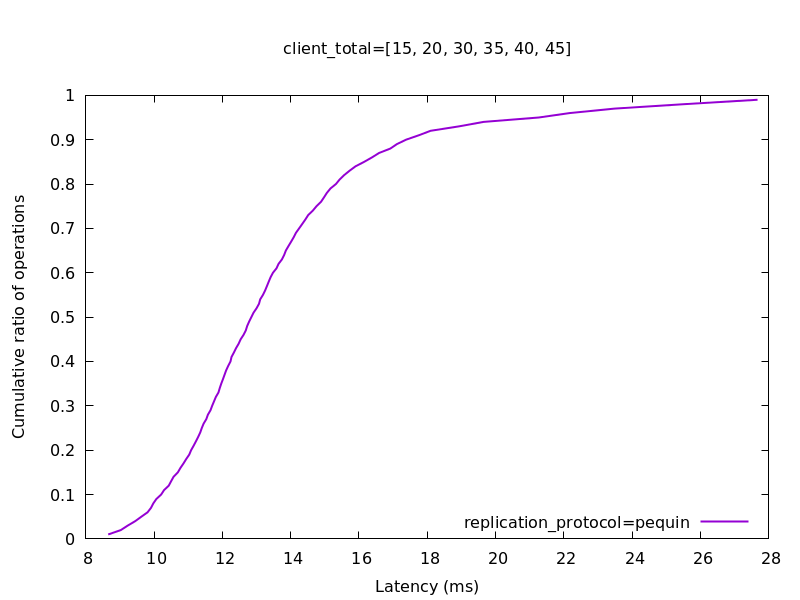 client_total=[15, 20, 30, 35, 40, 45]
1
0.9
0.8
0.7
0.6
0.5
0.4
0.3
0.2
0.1
0
Cumulative ratio of operations
replication_protocol=pequin
8 10 12 14 16 18 20 22 24 26 28
Latency (ms)